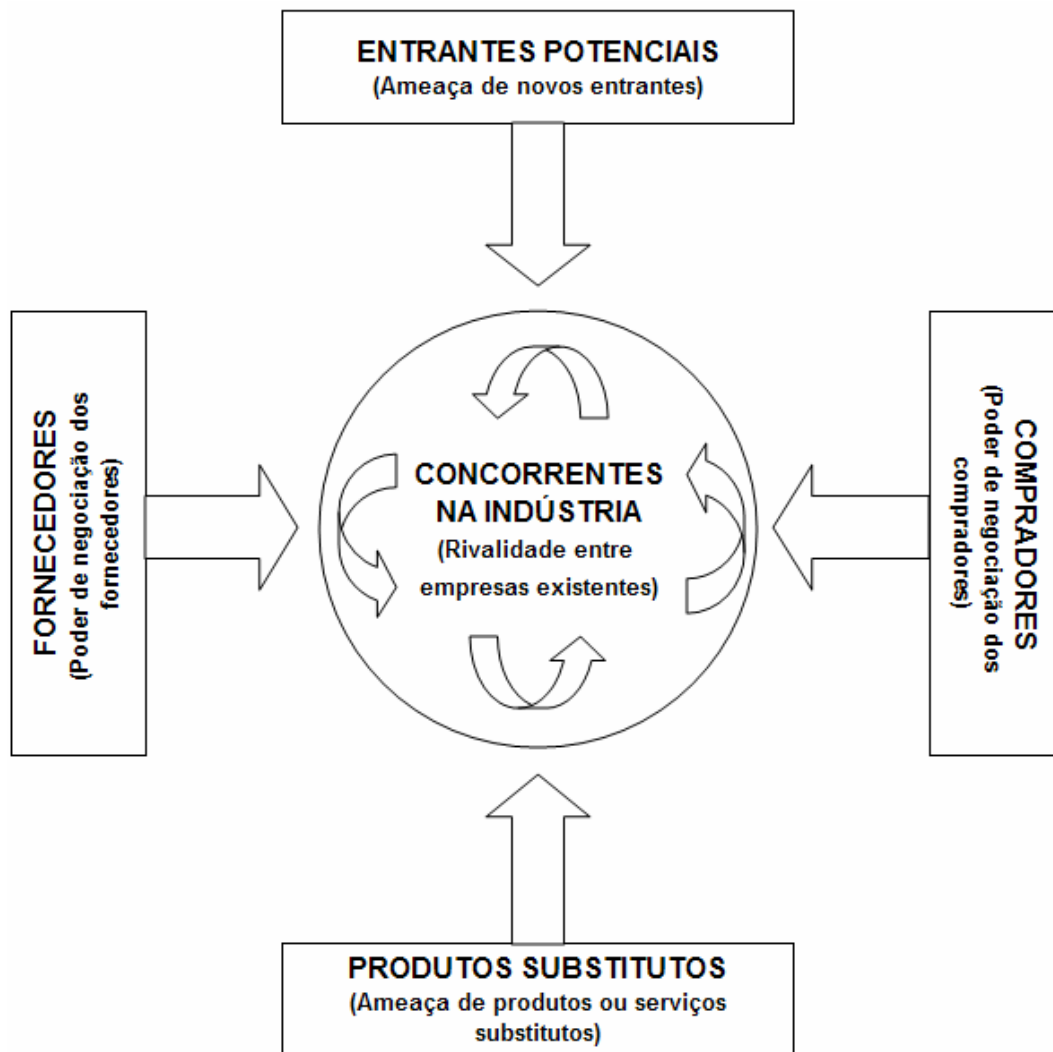 ENTRANTES POTENCIAIS
(Ameaça de novos entrantes)
FORNECEDORES
(Poder de negociação dos
fornecedores)
CONCORRENTES
NA INDÚSTRIA
(Rivalidade entre
empresas existentes)
COMPRADORES
(Poder de negociação dos
compradores)
PRODUTOS SUBSTITUTOS
(Ameaça de produtos ou serviços
substitutos)